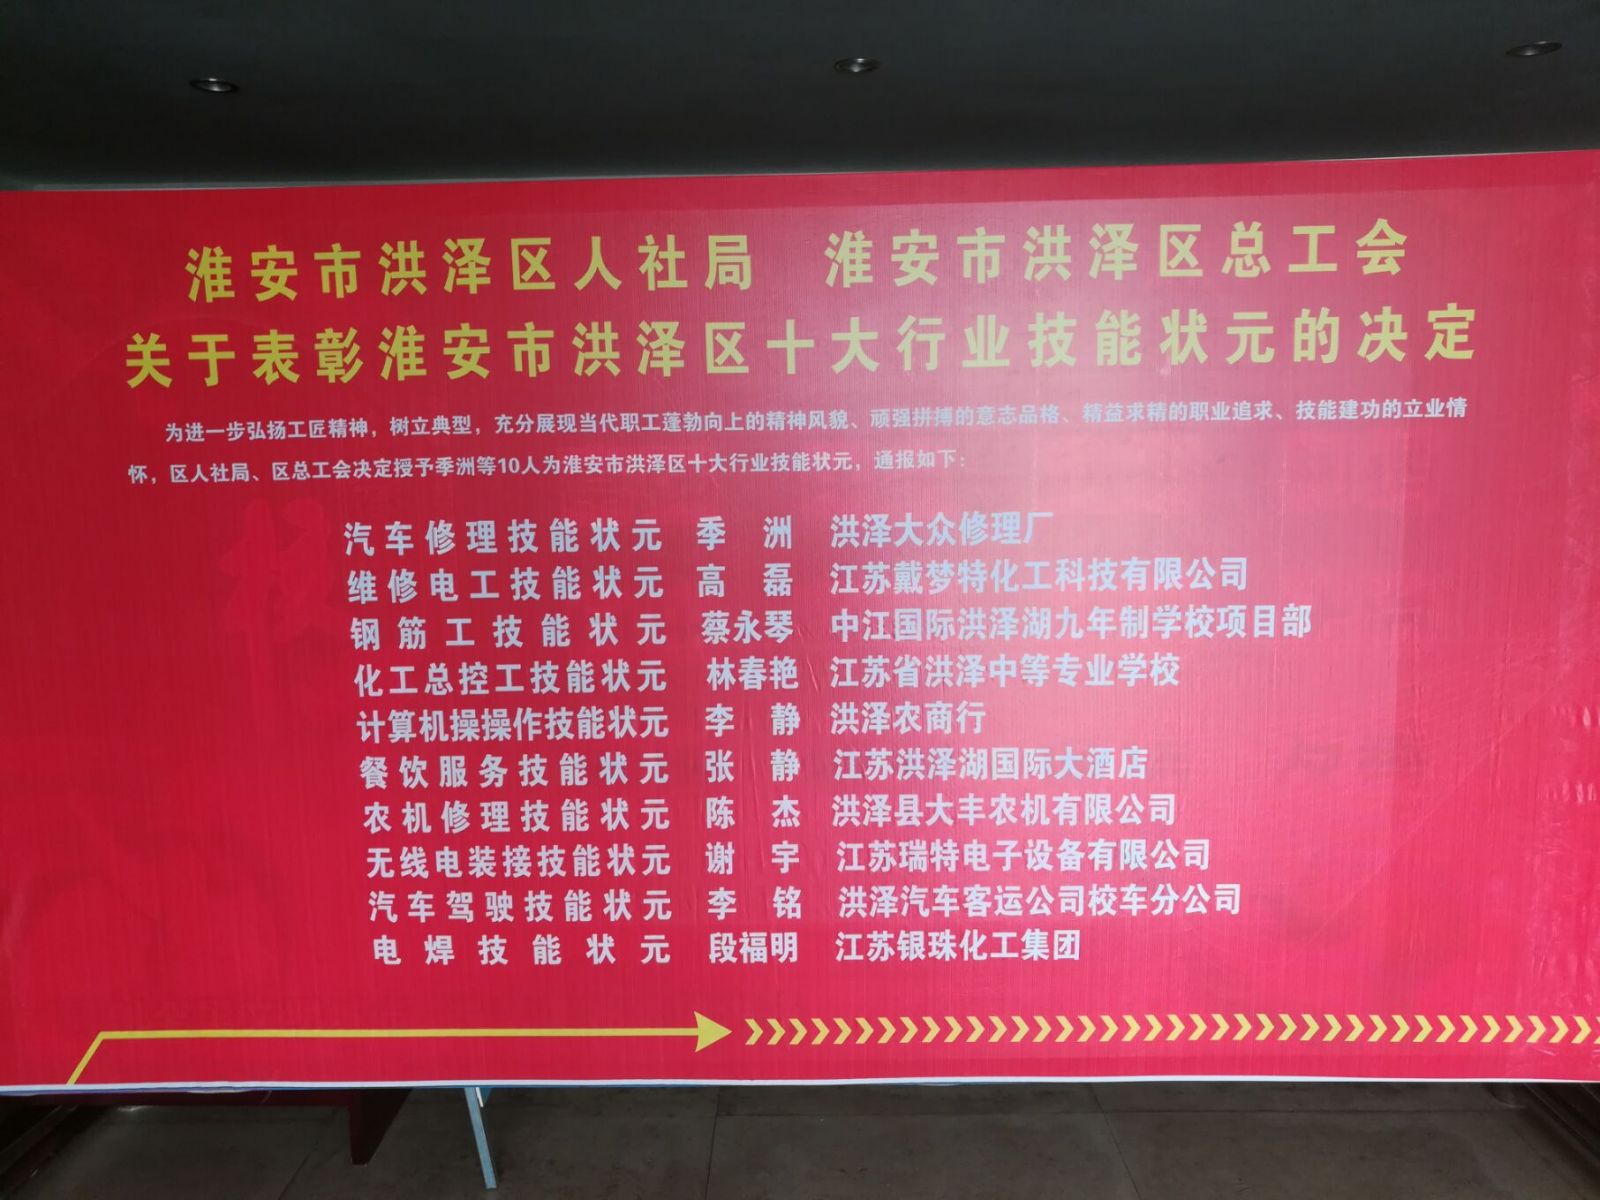 淮安市洪泽区人社局 淮安市洪泽区总工会
关于表彰淮安市洪泽区十大行业技能状元的决定
为进一步弘扬工匠精神，树立典型，充分展现当代职工蓬勃向上的精神风貌、顽强拼搏的意志品格、精益求精的职业追求、技能建功的立业情
怀，区人社局、区总工会决定授予季洲等10人为淮安市洪泽区十大行业技能状元，通报如下：
汽车修理技能状元 季洲 洪泽大众修理厂
维修电工技能状元 高磊 江苏戴梦特化工科技有限公司
钢筋工技能状元 蔡永琴 中江国际洪泽湖九年制学校项目部
化工总控工技能状元 林春艳 江苏省洪泽中等专业学校
计算机操操作技能状元 李静 洪泽农商行
餐饮服务技能状元 张静 江苏洪泽湖国际大酒店
农机修理技能状元 陈杰 洪泽县大丰农机有限公司
无线电装接技能状元 谢宇 江苏瑞特电子设备有限公司
汽车驾驶技能状元 李铭 洪泽汽车客运公司校车分公司
电焊技能状元 段福明 江苏银珠化工集团